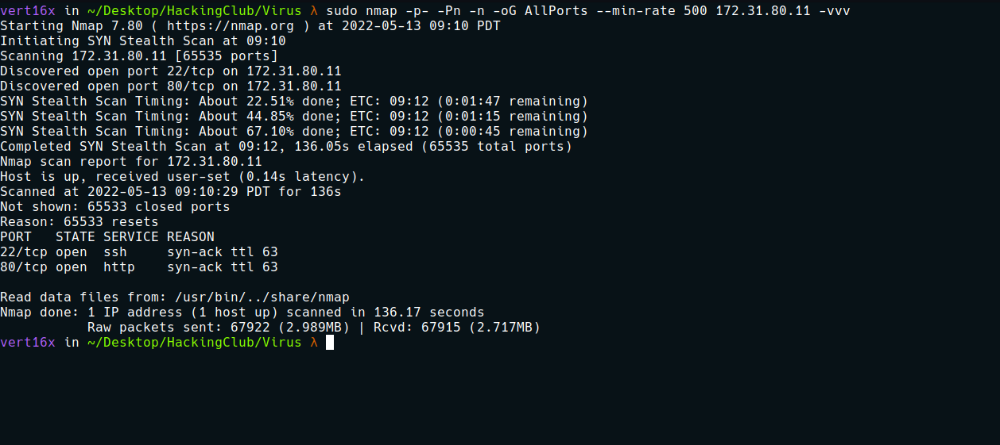 vert16x in ~/Desktop/HackingClub/Virus λ sudo nmap -p- -Pn -n -oG AllPorts --min-rate 500 172.31.80.11 -vvv
Starting Nmap 7.80 ( https://nmap.org ) at 2022-05-13 09:10 PDT
Initiating SYN Stealth Scan at 09:10
Scanning 172.31.80.11 [65535 ports]
Discovered open port 22/tcp on 172.31.80.11
Discovered open port 80/tcp on 172.31.80.11
SYN Stealth Scan Timing: About 22.51% done; ETC: 09:12 (0:01:47 remaining)
SYN Stealth Scan Timing: About 44.85% done; ETC: 09:12 (0:01:15 remaining)
SYN Stealth Scan Timing: About 67.10% done; ETC: 09:12 (0:00:45 remaining)
Completed SYN Stealth Scan at 09:12, 136.05s elapsed (65535 total ports)
Nmap scan report for 172.31.80.11
Host is up, received user-set (0.14s latency).
Scanned at 2022-05-13 09:10:29 PDT for 136s
Not shown: 65533 closed ports
Reason: 65533 resets
PORT   STATE SERVICE REASON
22/tcp open  ssh     syn-ack ttl 63
80/tcp open  http    syn-ack ttl 63

Read data files from: /usr/bin/../share/nmap
Nmap done: 1 IP address (1 host up) scanned in 136.17 seconds
           Raw packets sent: 67922 (2.989MB) | Rcvd: 67915 (2.717MB)
vert16x in ~/Desktop/HackingClub/Virus λ